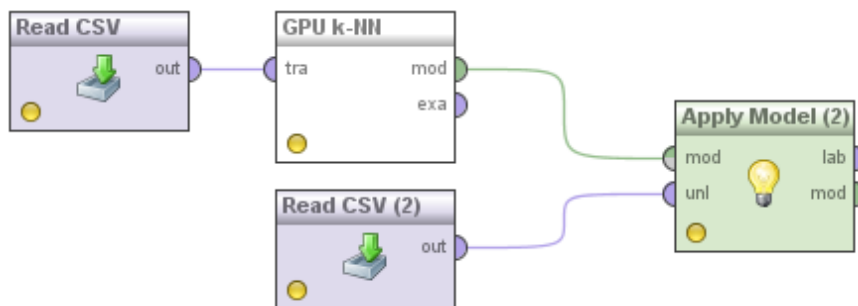 Read CSV
out
GPU k-NN
tra
mod
exa
Apply Model (2)
mod
lab
unl
mod
Read CSV (2)
out